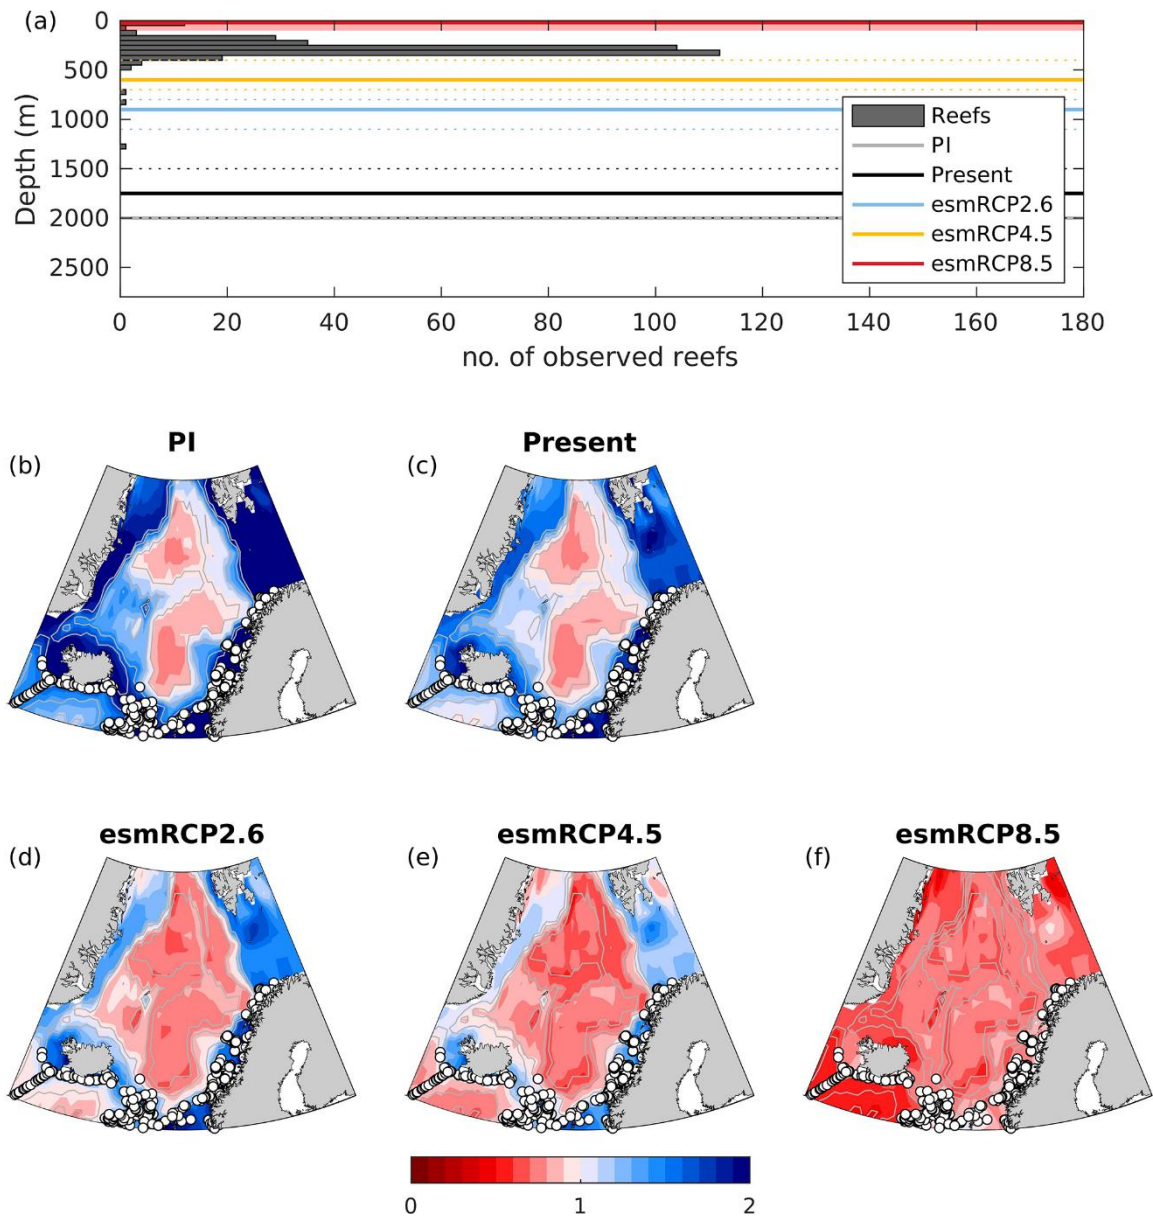 (a)
0
500
1000
1500
2000
2500
Depth (m)
Reefs
PI
Present
esmRCP2.6
esmRCP4.5
esmRCP8.5
0 20 40 60 80 100 120 140 160 180
no. of observed reefs
PI Present
(b) (c)
esmRCP2.6 esmRCP4.5 esmRCP8.5
(d) (e) (f)
0 1 2